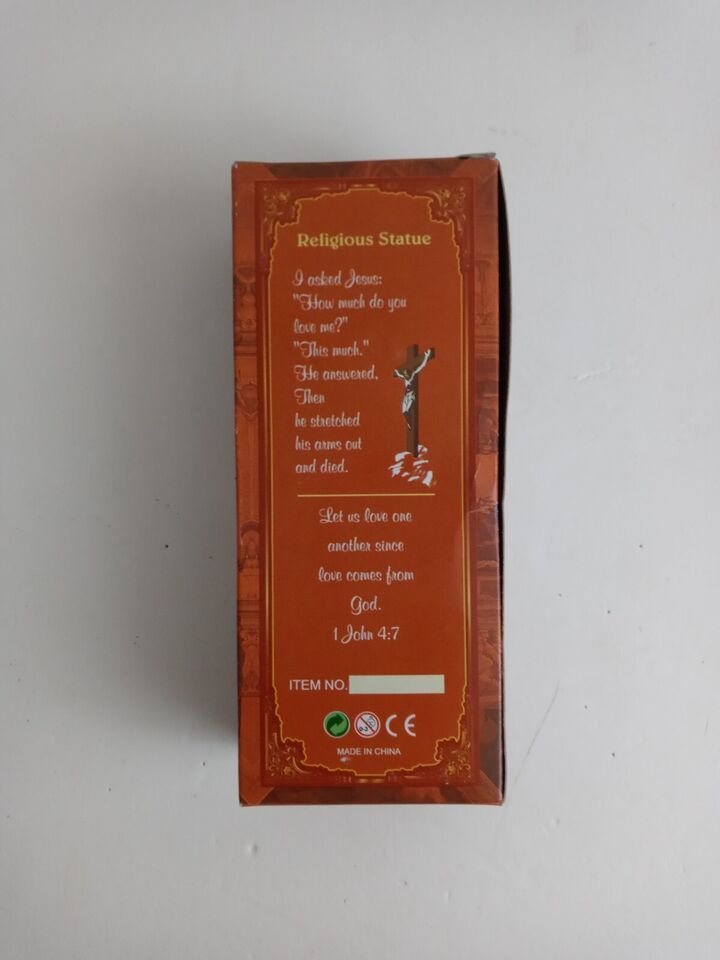 Religious Statue
I asked Jesus:
"How much do you
love me?"
"This much."
He answered.
Then
he stretched
his arms out
and died.
Let us love one
another since
love comes from
God.
1 John 4:7
ITEM NO.
0-3
CE
MADE IN CHINA